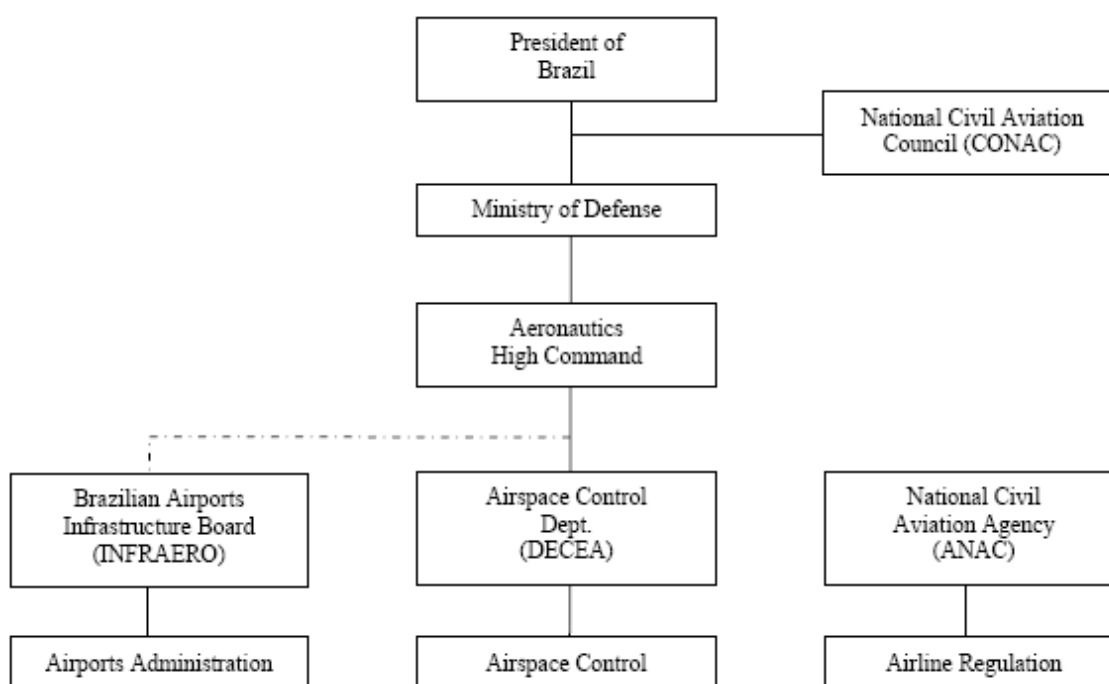 President of
Brazil
National Civil Aviation
Council (CONAC)
Ministry of Defense
Aeronautics
High Command
Brazilian Airports
Infrastructure Board
(INFRAERO)
Airspace Control
Dept.
(DECEA)
National Civil
Aviation Agency
(ANAC)
Airports Administration
Airspace Control
Airline Regulation